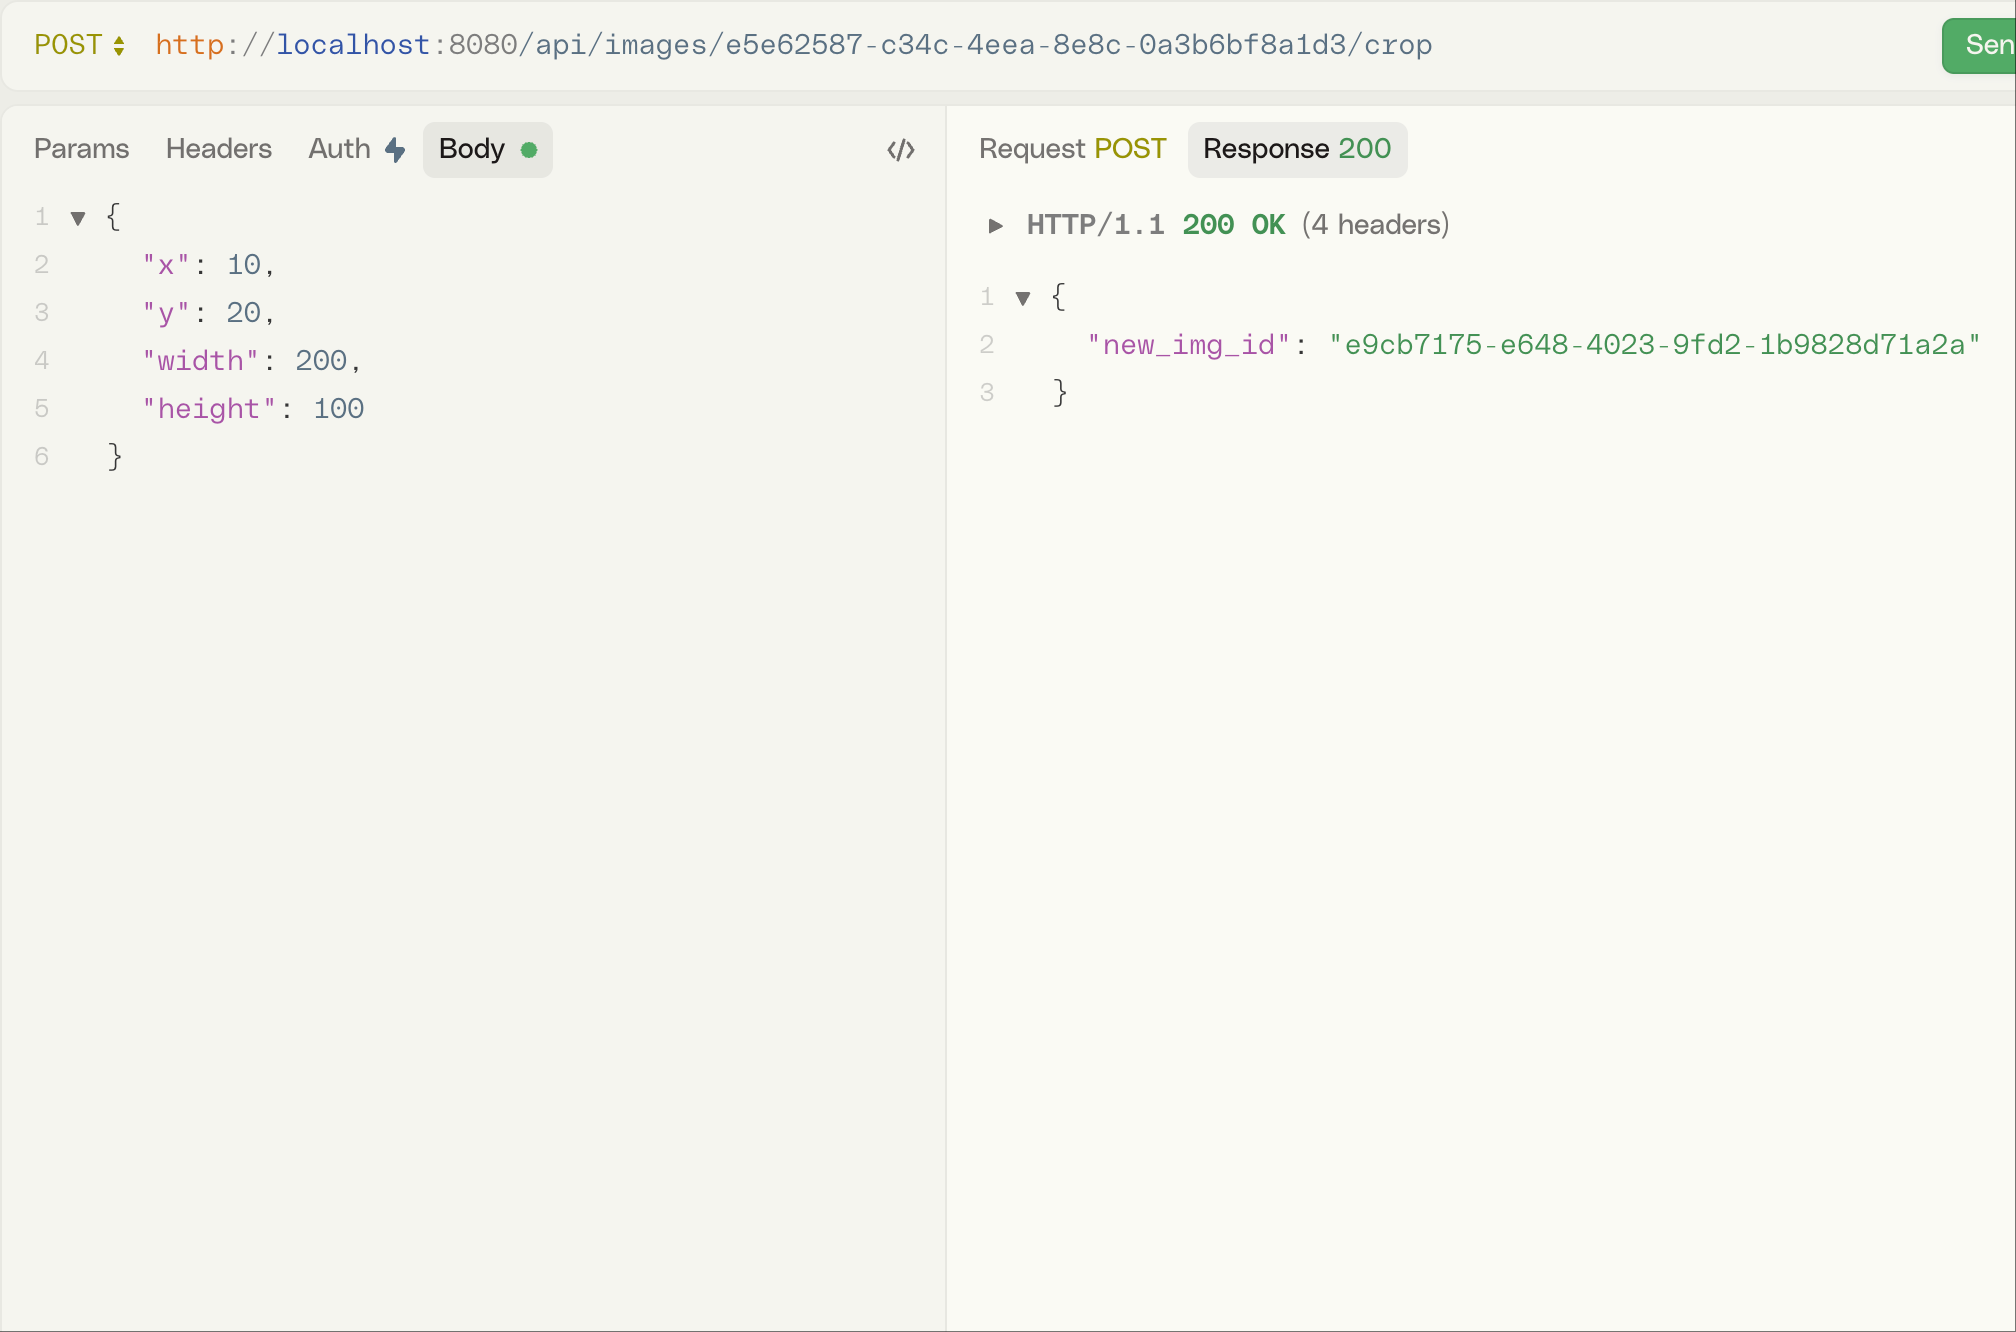 POST http://localhost:8080/api/images/e5e62587-c34c-4eea-8e8c-0a3b6bf8a1d3/crop
Sen
Params Headers Auth Body
1 {
2 "x": 10,
3 "y": 20,
4 "width": 200,
5 "height": 100
6 }
Request POST Response 200
HTTP/1.1 200 OK (4 headers)
1 {
2 "new_img_id": "e9cb7175-e648-4023-9fd2-1b9828d71a2a"
3 }